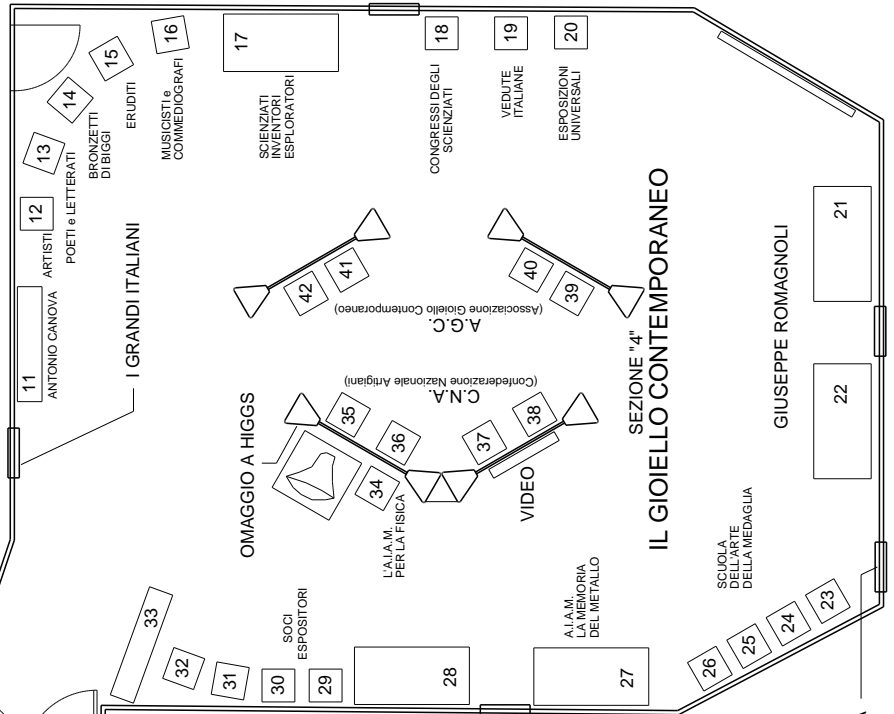 11
ANTONIO CANOVA
12
ARTISTI
13
POETI e LETTERATI
14
BRONZETTI
DI BIGGI
15
ERUDITI
16
MUSICISTI e
COMMEDIOGRAFI
17
SCIENZIATI
INVENTORI
ESPLORATORI
18
CONGRESSI DEGLI
SCIENZIATI
19
VEDUTE
ITALIANE
20
ESPOSIZIONI
UNIVERSALI
I GRANDI ITALIANI
42
41
40
39
A.G.C.
(Associazione Gioiello Contemporaneo)
C.N.A.
(Confederazione Nazionale Artigiani)
35
36
37
38
OMAGGIO A HIGGS
34
L'A.I.A.M.
PER LA FISICA
VIDEO
SEZIONE "4"
IL GIOIELLO CONTEMPORANEO
GIUSEPPE ROMAGNOLI
21
22
SCUOLA
DELL'ARTE
DELLA MEDAGLIA
23
24
25
26
A.I.A.M.
LA MEMORIA
DEL METALLO
27
28
SOCI
ESPOSITORI
29
30
31
32
33